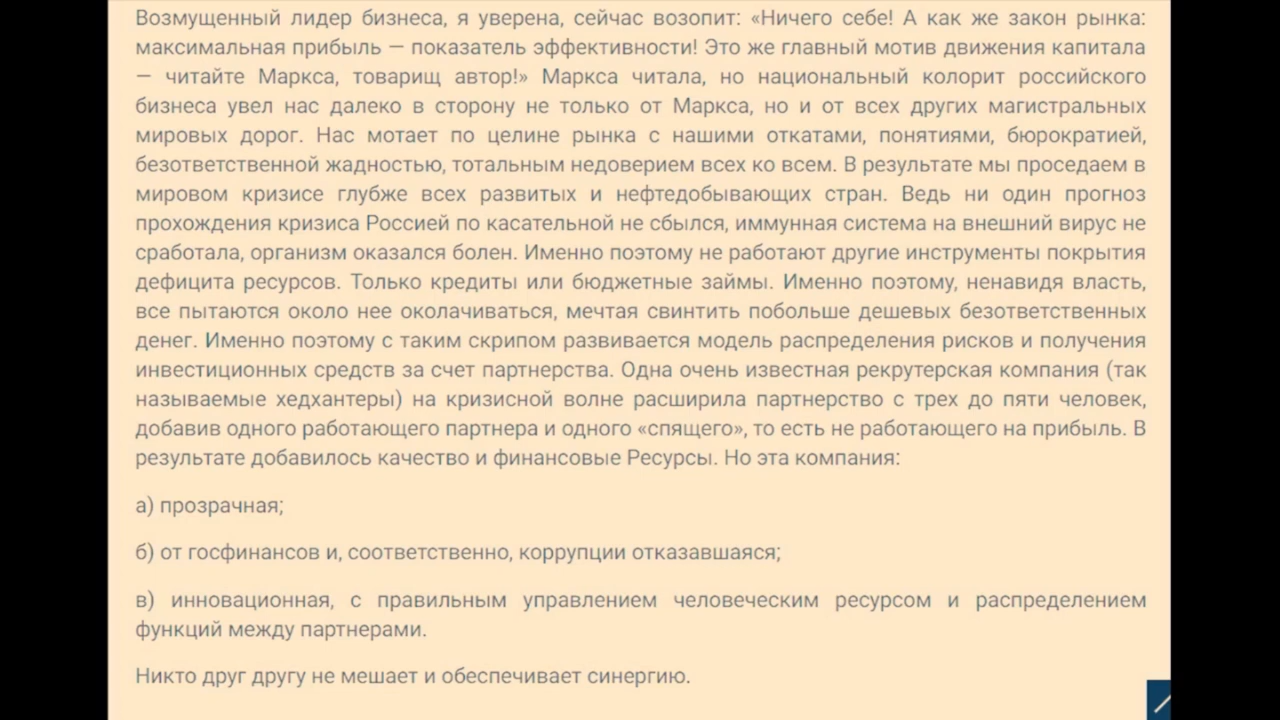 Возмущенный лидер бизнеса, я уверена, сейчас возопит: «Ничего себе! А как же закон рынка:
максимальная прибыль — показатель эффективности! Это же главный мотив движения капитала
— читайте Маркса, товарищ автор!» Маркса читала, но национальный колорит российского
бизнеса увел нас далеко в сторону не только от Маркса, но и от всех других магистральных
мировых дорог. Нас мотает по целине рынка с нашими откатами, понятиями, бюрократией,
безответственной жадностью, тотальным недоверием всех ко всем. В результате мы проседаем в
мировом кризисе глубже всех развитых и нефтедобывающих стран. Ведь ни один прогноз
прохождения кризиса Россией по касательной не сбылся, иммунная система на внешний вирус не
сработала, организм оказался болен. Именно поэтому не работают другие инструменты покрытия
дефицита ресурсов. Только кредиты или бюджетные займы. Именно поэтому, ненавидя власть,
все пытаются около нее околачиваться, мечтая свинтить побольше дешевых безответственных
денег. Именно поэтому с таким скрипом развивается модель распределения рисков и получения
инвестиционных средств за счет партнерства. Одна очень известная рекрутерская компания (так
называемые хедхантеры) на кризисной волне расширила партнерство с трех до пяти человек,
добавив одного работающего партнера и одного «спящего», то есть не работающего на прибыль. В
результате добавилось качество и финансовые Ресурсы. Но эта компания:
а) прозрачная;
б) от госфинансов и, соответственно, коррупции отказавшаяся;
в) инновационная, с правильным управлением человеческим ресурсом и распределением
функций между партнерами.
Никто друг другу не мешает и обеспечивает синергию.